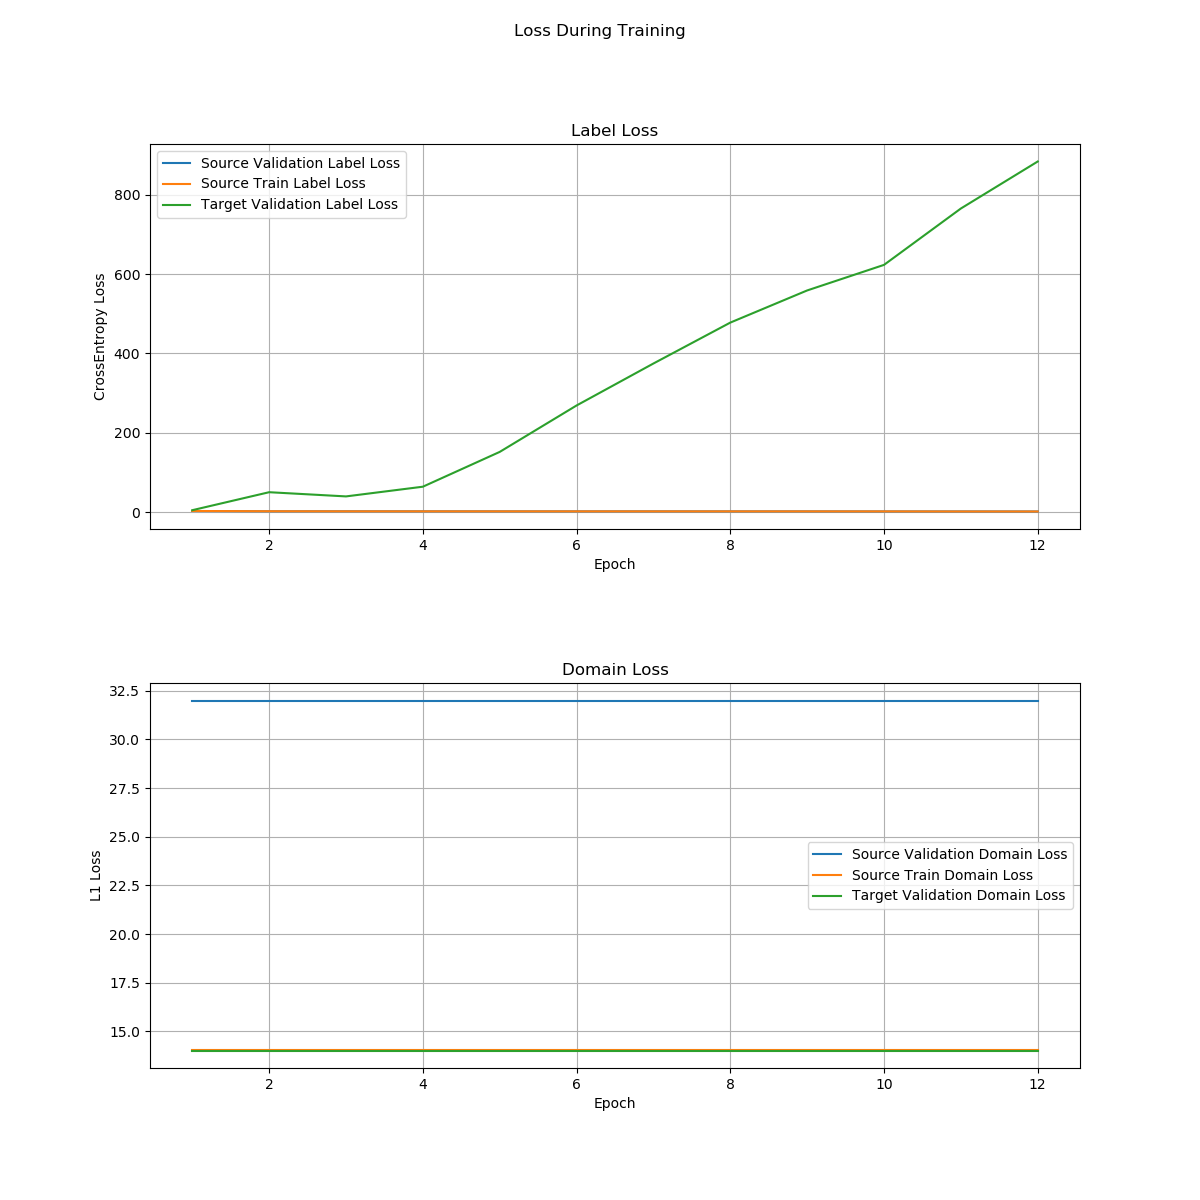 Loss During Training
Label Loss
Source Validation Label Loss
Source Train Label Loss
Target Validation Label Loss
800
600
400
200
0
CrossEntropy Loss
2 4 6 8 10 12
Epoch
Domain Loss
32.5
30.0
27.5
25.0
22.5
20.0
17.5
15.0
L1 Loss
Source Validation Domain Loss
Source Train Domain Loss
Target Validation Domain Loss
2 4 6 8 10 12
Epoch